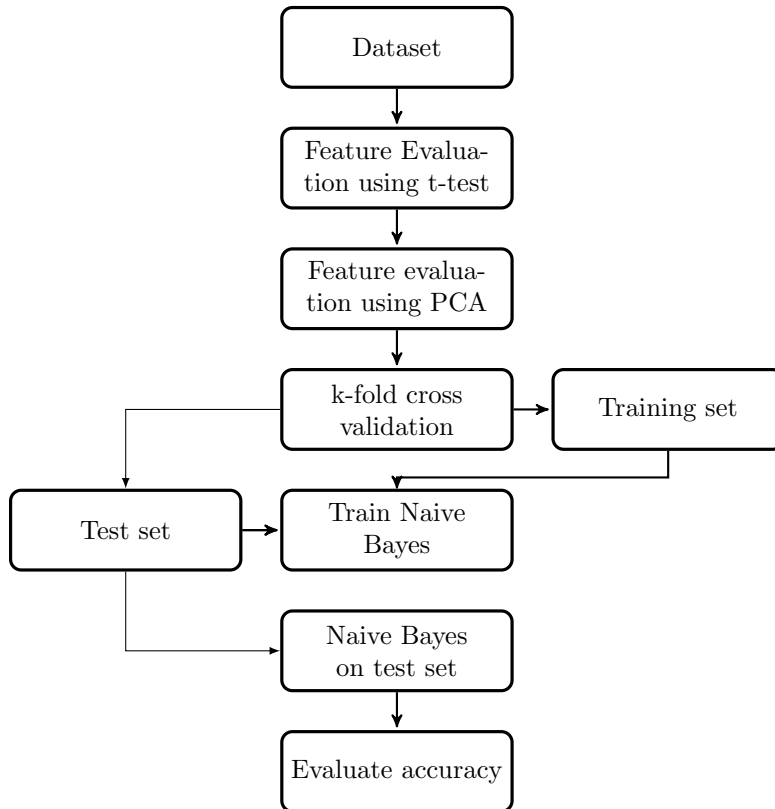 Dataset
Feature Evalua-
tion using t-test
Feature evalua-
tion using PCA
k-fold cross
validation
Training set
Test set
Train Naive
Bayes
Naive Bayes
on test set
Evaluate accuracy